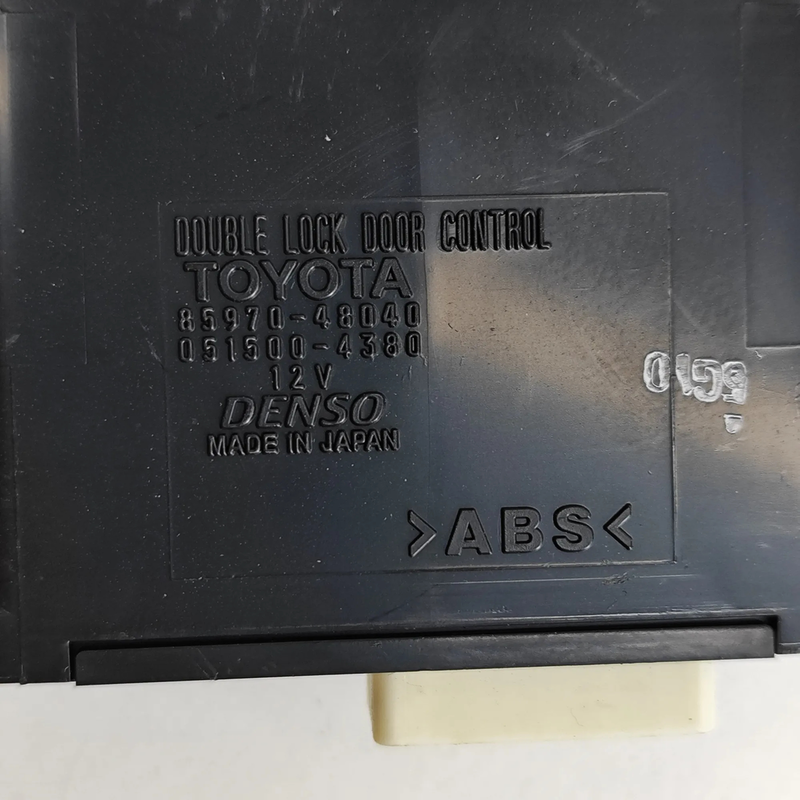 DOUBLE LOCK DOOR CONTROL
TOYOTA
85970-48040
051500-4380
12V
DENSO
MADE IN JAPAN
>ABS<